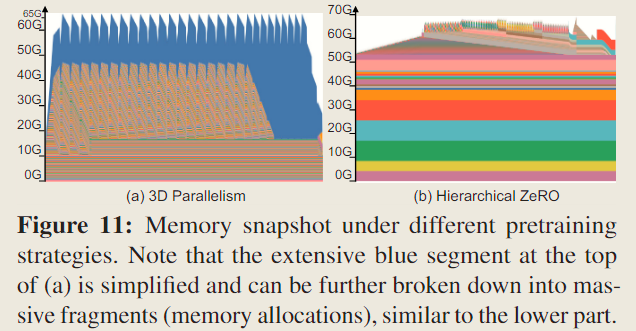 65G
60G
50G
40G
30G
20G
10G
0G
70G
60G
50G
40G
30G
20G
10G
0G
(a) 3D Parallelism
(b) Hierarchical ZeRO
Figure 11: Memory snapshot under different pretraining
strategies. Note that the extensive blue segment at the top
of (a) is simplified and can be further broken down into mas-
sive fragments (memory allocations), similar to the lower part.